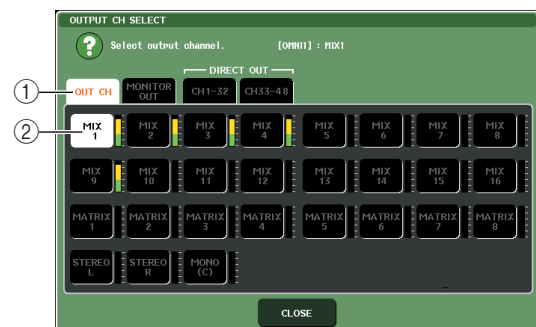 OUTPUT CH SELECT
? Select output channel. [OMNI1] : MIX1
DIRECT OUT
① OUT CH MONITOR OUT CH1-32 CH33-48
② MIX 1 MIX 2 MIX 3 MIX 4 MIX 5 MIX 6 MIX 7 MIX 8
MIX 9 MIX 10 MIX 11 MIX 12 MIX 13 MIX 14 MIX 15 MIX 16
MATRIX 1 MATRIX 2 MATRIX 3 MATRIX 4 MATRIX 5 MATRIX 6 MATRIX 7 MATRIX 8
STEREO L STEREO R MONO (C)
CLOSE